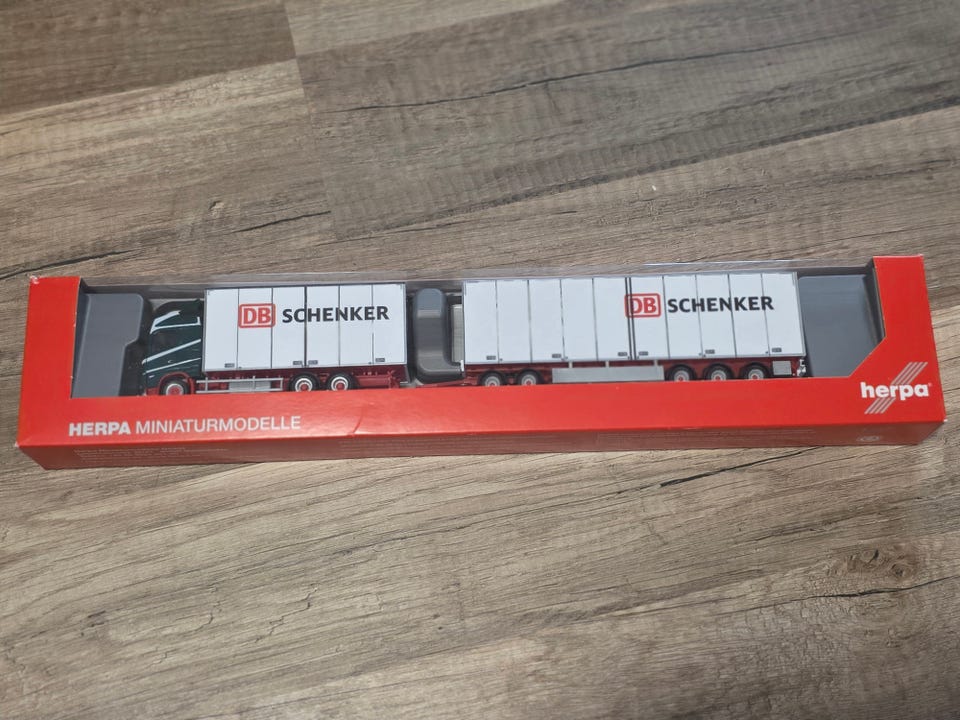 DB SCHENKER
DB SCHENKER
herpa
HERPA MINIATURMODELLE